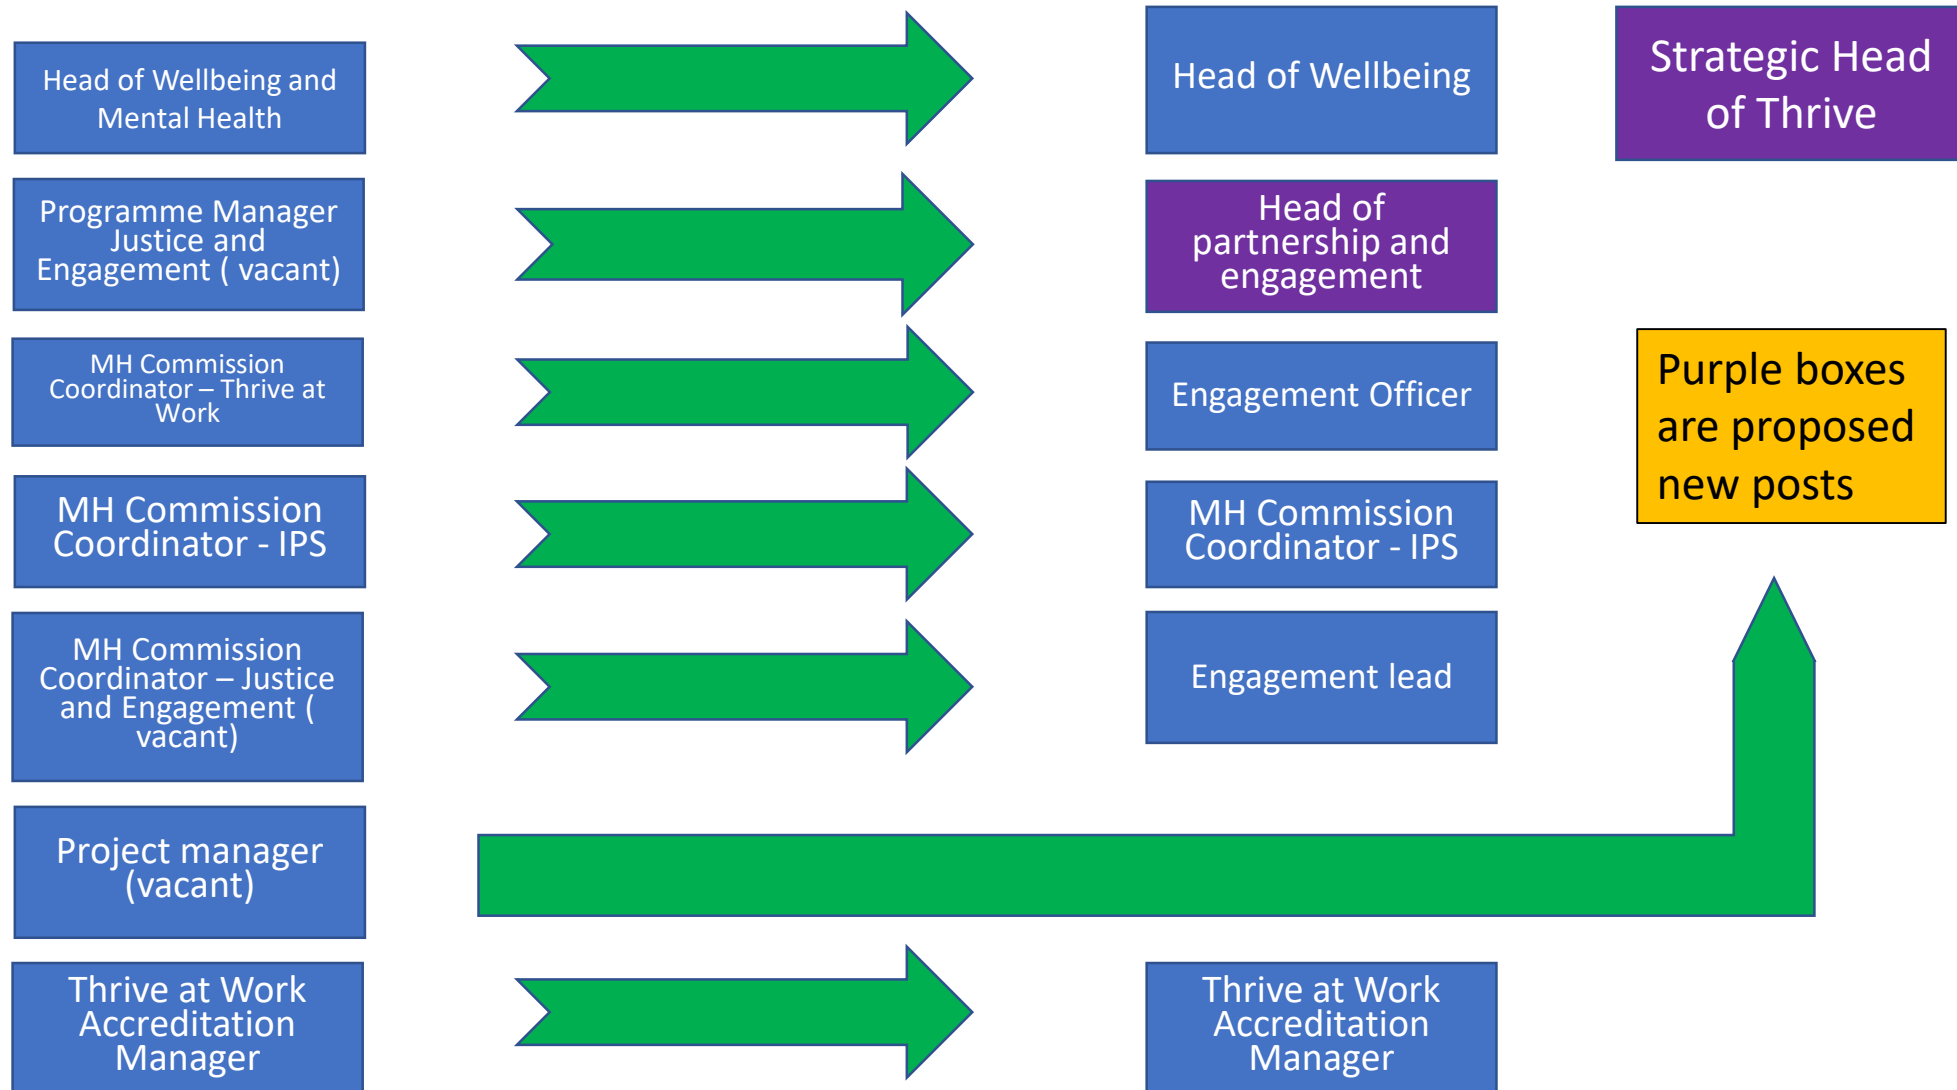 Head of Wellbeing and
Mental Health
Head of Wellbeing
Strategic Head
of Thrive
Programme Manager
Justice and
Engagement ( vacant)
Head of
partnership and
engagement
MH Commission
Coordinator – Thrive at
Work
Engagement Officer
Purple boxes
are proposed
new posts
MH Commission
Coordinator - IPS
MH Commission
Coordinator - IPS
MH Commission
Coordinator – Justice
and Engagement (
vacant)
Engagement lead
Project manager
(vacant)
Thrive at Work
Accreditation
Manager
Thrive at Work
Accreditation
Manager